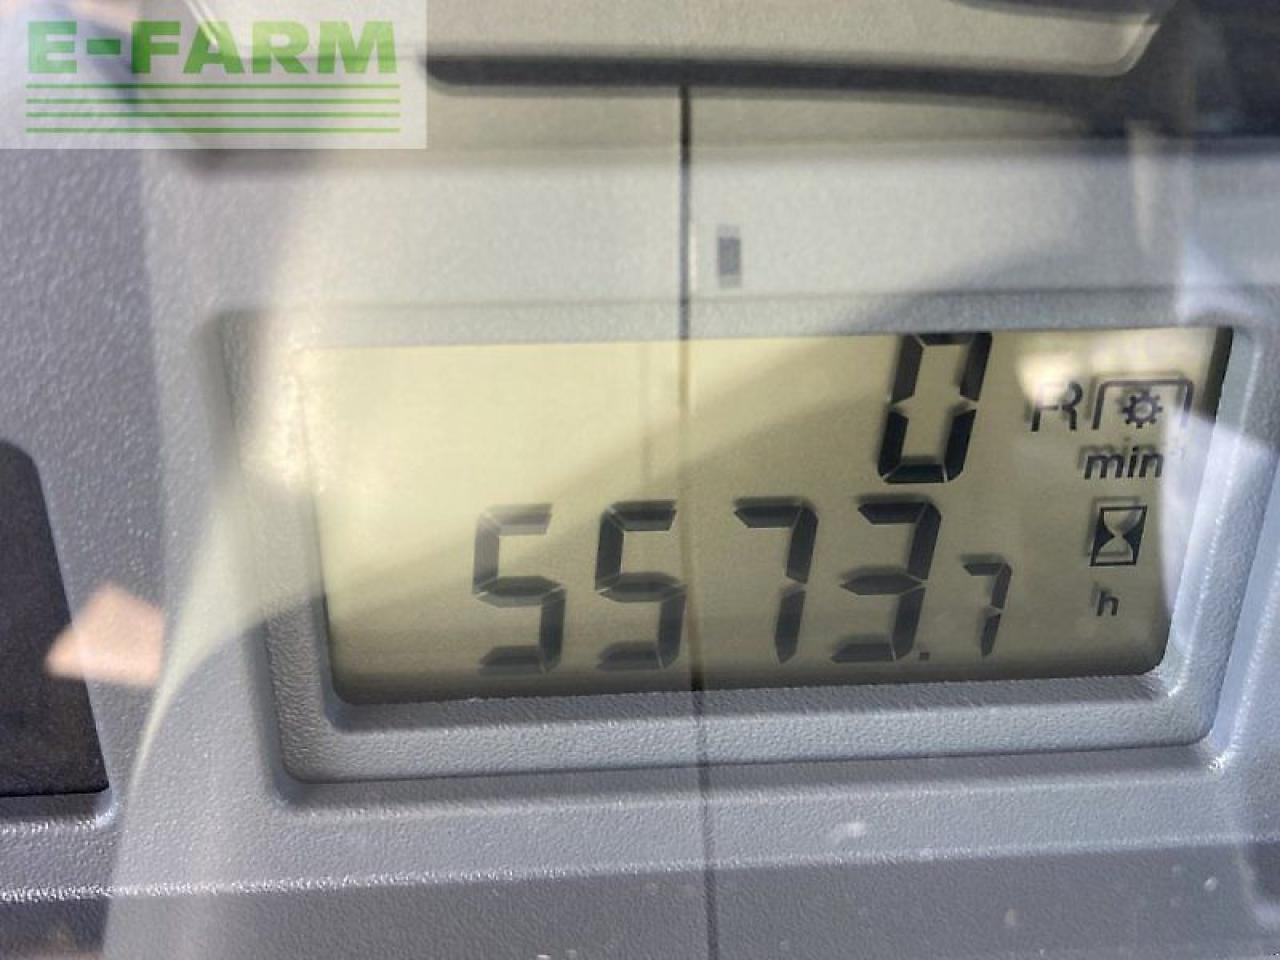 E-FARM
0 R
min
5573.7
h